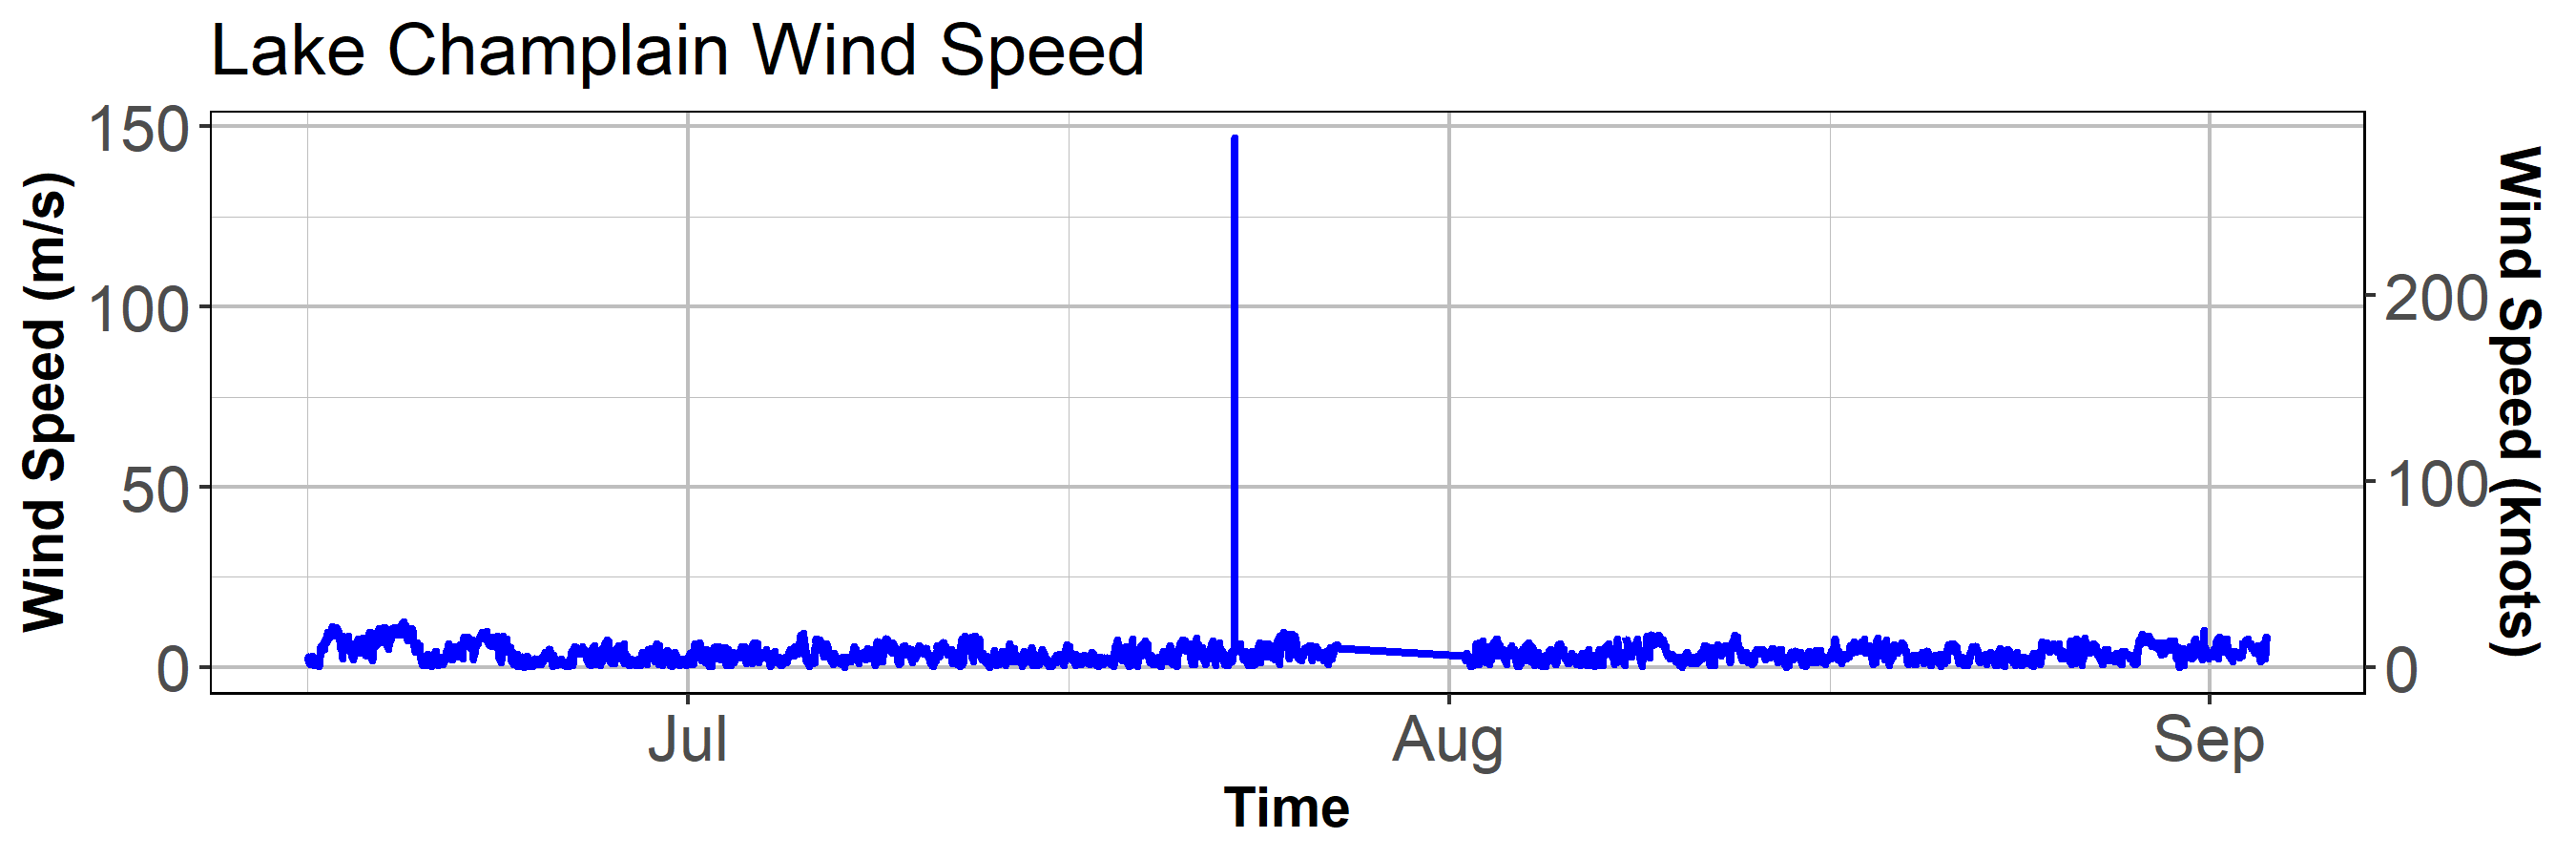 Lake Champlain Wind Speed
Wind Speed (m/s)
150
100
50
0
Wind Speed (knots)
200
100
0
Jul
Aug
Sep
Time